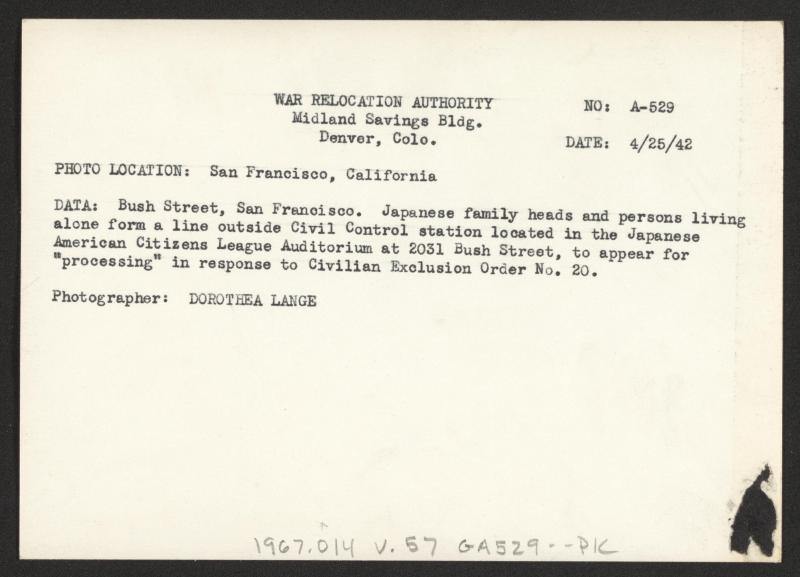 WAR RELOCATION AUTHORITY
Midland Savings Bldg.
Denver, Colo.
NO: A-529
DATE: 4/25/42
PHOTO LOCATION: San Francisco, California
DATA: Bush Street, San Francisco. Japanese family heads and persons living
alone form a line outside Civil Control station located in the Japanese
American Citizens League Auditorium at 2031 Bush Street, to appear for
"processing" in response to Civilian Exclusion Order No. 20.
Photographer: DOROTHEA LANGE
1967.014 V. 57 GA529--PIC